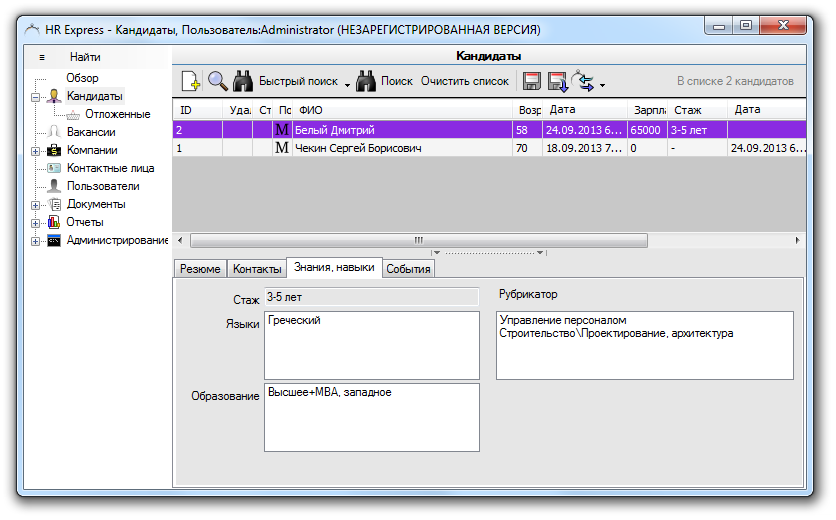 HR Express - Кандидаты, Пользователь:Administrator (НЕЗАРЕГИСТРИРОВАННАЯ ВЕРСИЯ)
Найти
Обзор
Кандидаты
Отложенные
Вакансии
Компании
Контактные лица
Пользователи
Документы
Отчеты
Администрирование
Кандидаты
Быстрый поиск Поиск Очистить список В списке 2 кандидатов
ID Удал Ст По ФИО Возр Дата Зарпла Стаж Дата
2 М Белый Дмитрий 58 24.09.2013 6... 65000 3-5 лет
1 М Чекин Сергей Борисович 70 18.09.2013 7... 0 - 24.09.2013 6...
Резюме Контакты Знания, навыки События
Стаж 3-5 лет
Языки Греческий
Образование Высшее+MBA, западное
Рубрикатор
Управление персоналом
Строительство\Проектирование, архитектура